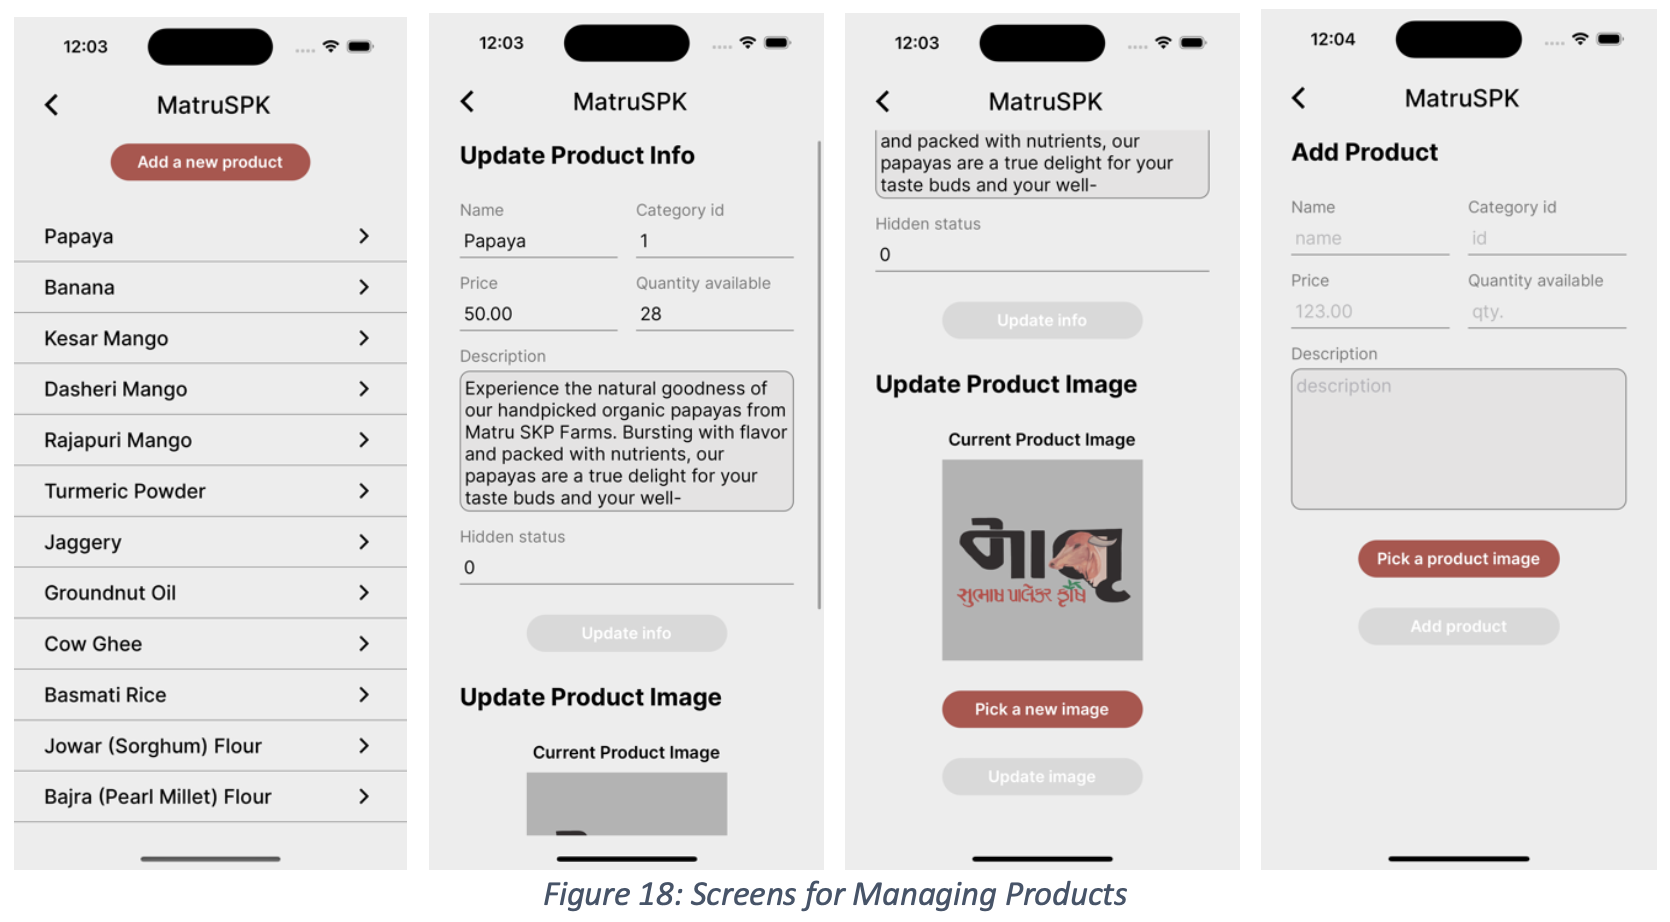 12:03
MatruSPK
Add a new product
Papaya
Banana
Kesar Mango
Dasheri Mango
Rajapuri Mango
Turmeric Powder
Jaggery
Groundnut Oil
Cow Ghee
Basmati Rice
Jowar (Sorghum) Flour
Bajra (Pearl Millet) Flour
12:03
MatruSPK
Update Product Info
Name Category id
Papaya 1
Price Quantity available
50.00 28
Description
Experience the natural goodness of
our handpicked organic papayas from
Matru SKP Farms. Bursting with flavor
and packed with nutrients, our
papayas are a true delight for your
taste buds and your well-
Hidden status
0
Update info
Update Product Image
Current Product Image
12:03
MatruSPK
and packed with nutrients, our
papayas are a true delight for your
taste buds and your well-
Hidden status
0
Update info
Update Product Image
Current Product Image
માતૃ
સુભાષ પાલેકર કૃષિ
Pick a new image
Update image
12:04
MatruSPK
Add Product
Name Category id
name id
Price Quantity available
123.00 qty.
Description
description
Pick a product image
Add product
Figure 18: Screens for Managing Products